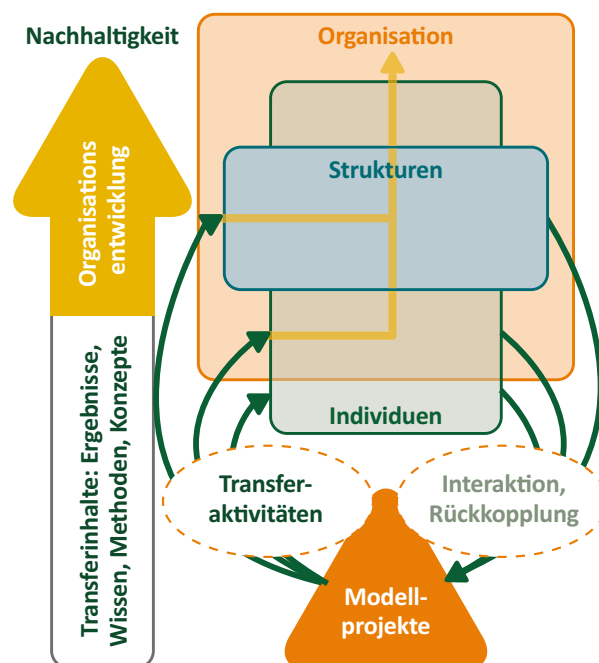 Nachhaltigkeit
Organisation
Organisations
entwicklung
Strukturen
Transferinhalte: Ergebnisse,
Wissen, Methoden, Konzepte
Individuen
Transfer-
aktivitäten
Interaktion,
Rückkopplung
Modell-
projekte